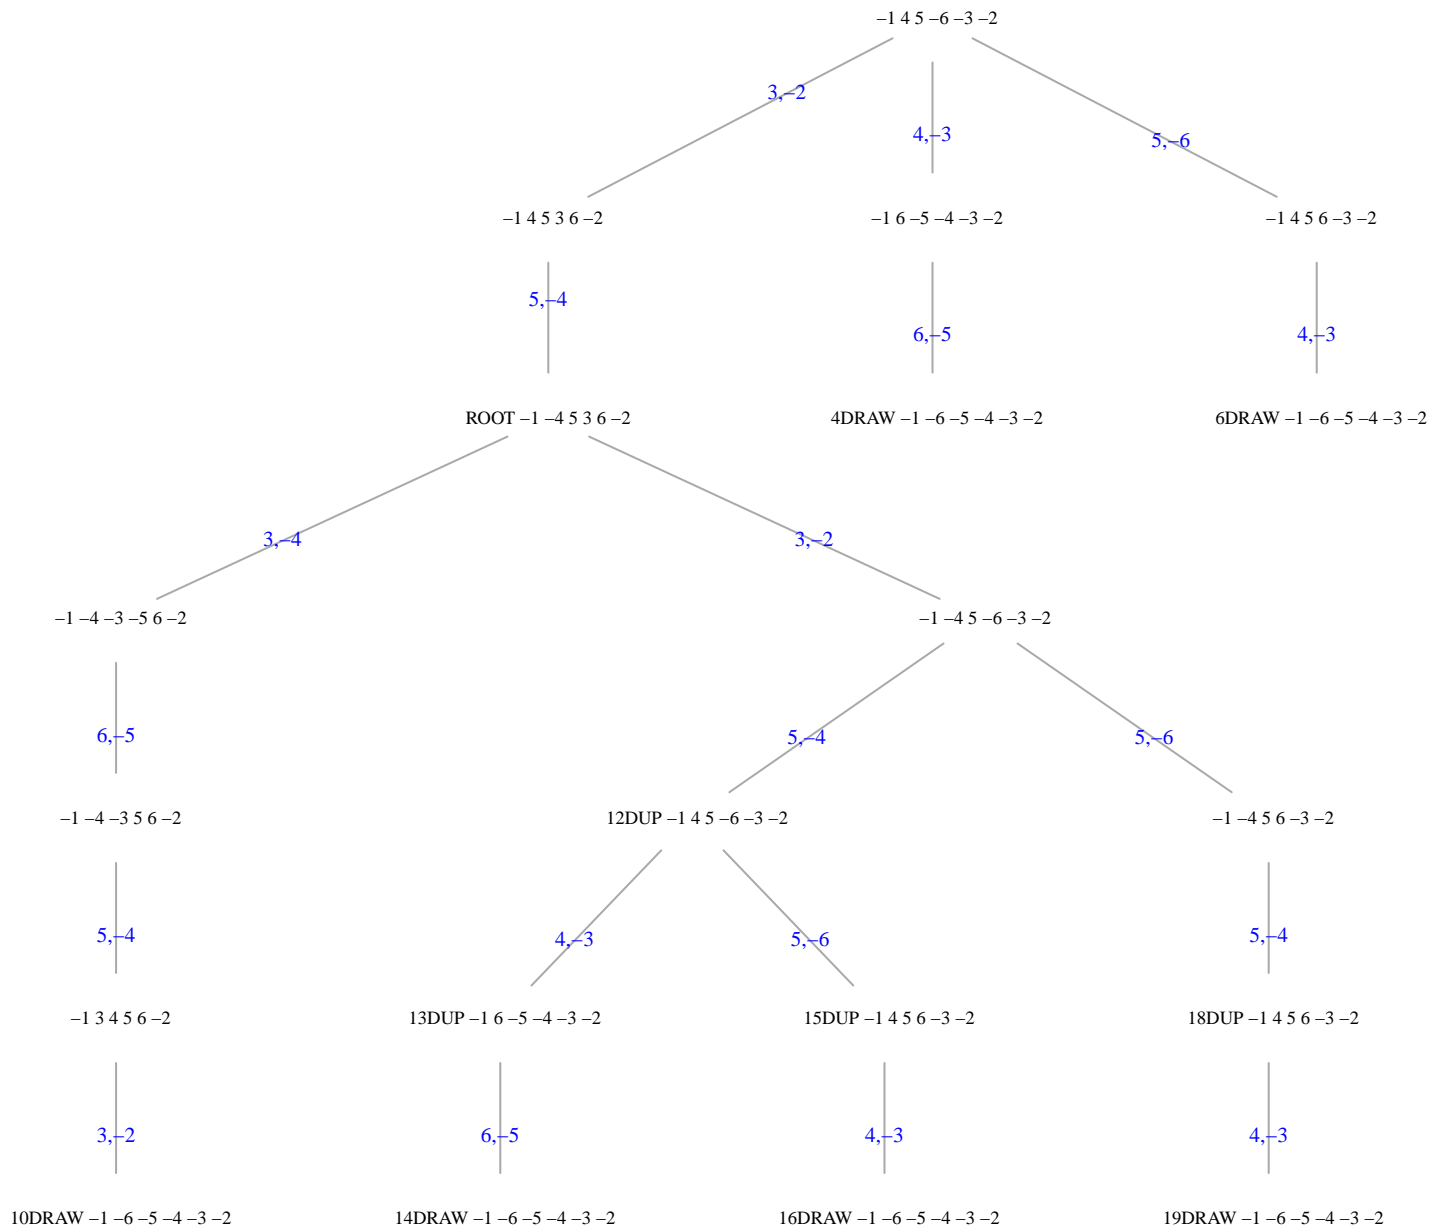 –1 4 5 –6 –3 –2
3,–2
4,–3
5,–6
–1 4 5 3 6 –2
–1 6 –5 –4 –3 –2
–1 4 5 6 –3 –2
5,–4
6,–5
4,–3
ROOT –1 –4 5 3 6 –2
4DRAW –1 –6 –5 –4 –3 –2
6DRAW –1 –6 –5 –4 –3 –2
3,–4
3,–2
–1 –4 –3 –5 6 –2
–1 –4 5 –6 –3 –2
6,–5
5,–4
5,–6
–1 –4 –3 5 6 –2
12DUP –1 4 5 –6 –3 –2
–1 –4 5 6 –3 –2
5,–4
4,–3
5,–6
5,–4
–1 3 4 5 6 –2
13DUP –1 6 –5 –4 –3 –2
15DUP –1 4 5 6 –3 –2
18DUP –1 4 5 6 –3 –2
3,–2
6,–5
4,–3
4,–3
10DRAW –1 –6 –5 –4 –3 –2
14DRAW –1 –6 –5 –4 –3 –2
16DRAW –1 –6 –5 –4 –3 –2
19DRAW –1 –6 –5 –4 –3 –2